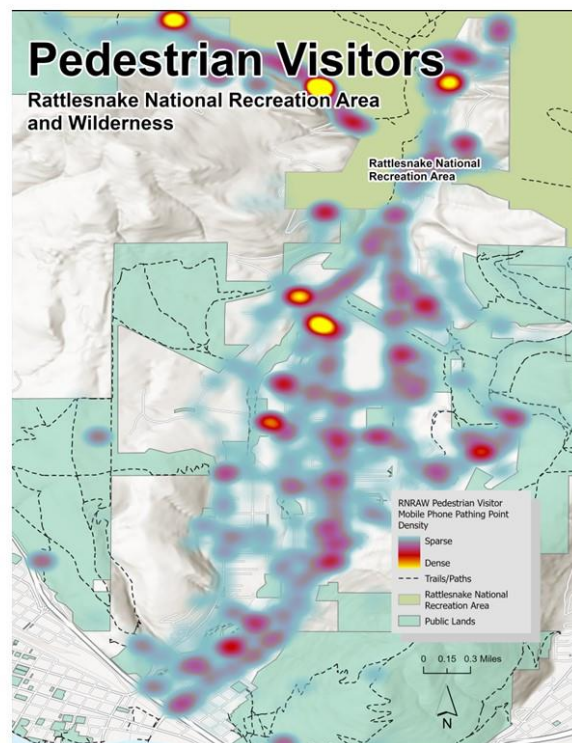 Pedestrian Visitors
Rattlesnake National Recreation Area
and Wilderness
Rattlesnake National
Recreation Area
RNRAW Pedestrian Visitor
Mobile Phone Pathing Point
Density
Sparse
Dense
Trails/Paths
Rattlesnake National
Recreation Area
Public Lands
0 0.15 0.3 Miles
N